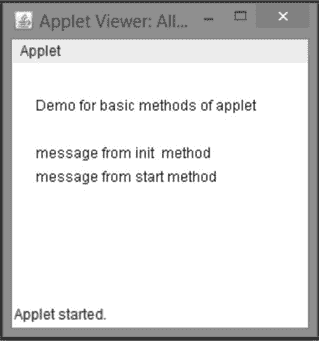 Applet Viewer: All...
Applet
Demo for basic methods of applet
message from init method
message from start method
Applet started.